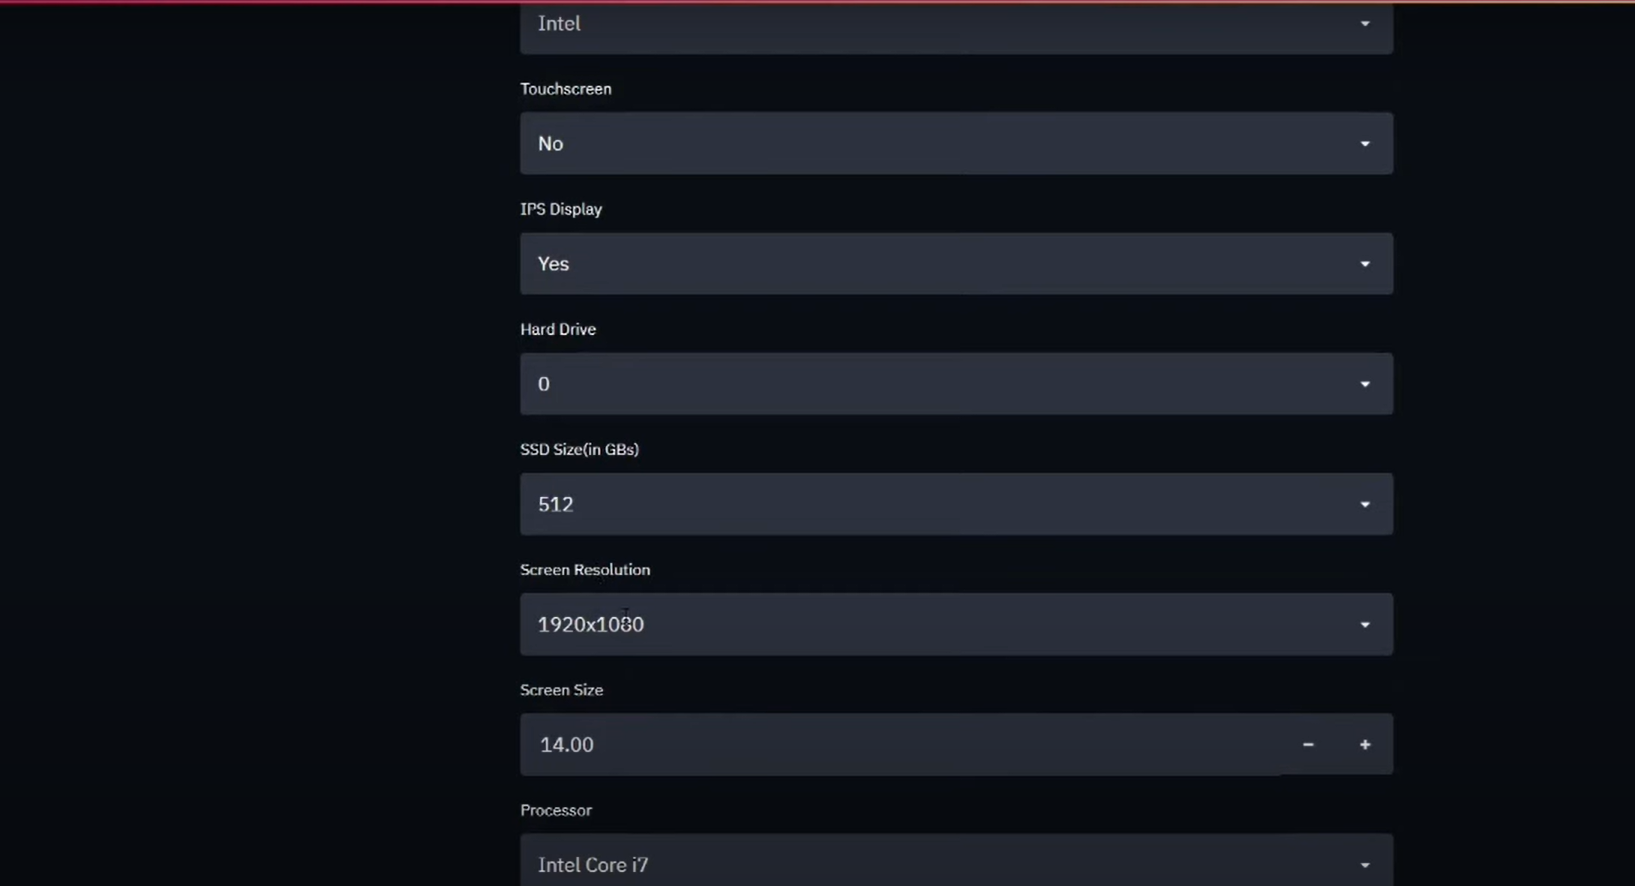 Intel
Touchscreen
No
IPS Display
Yes
Hard Drive
0
SSD Size(in GBs)
512
Screen Resolution
1920x1080
Screen Size
14.00
Processor
Intel Core i7